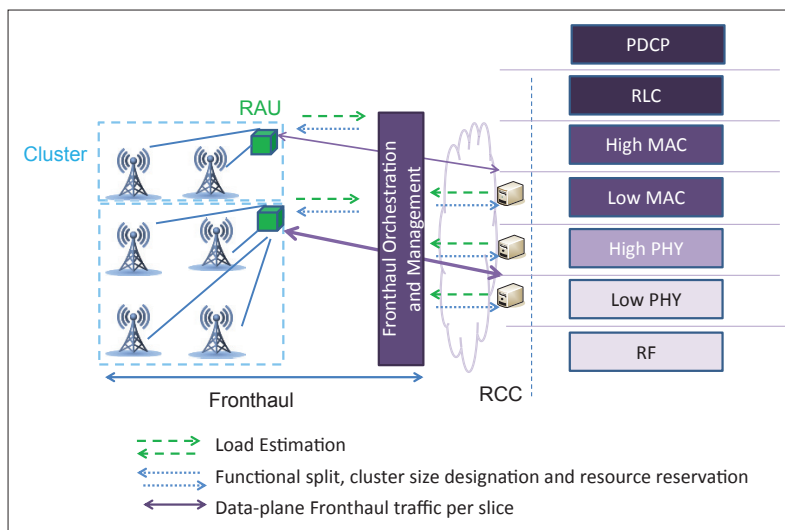 PDCP
RLC
High MAC
Low MAC
High PHY
Low PHY
RF
RAU
Cluster
Fronthaul Orchestration
and Management
Fronthaul
RCC
Load Estimation
Functional split, cluster size designation and resource reservation
Data-plane Fronthaul traffic per slice